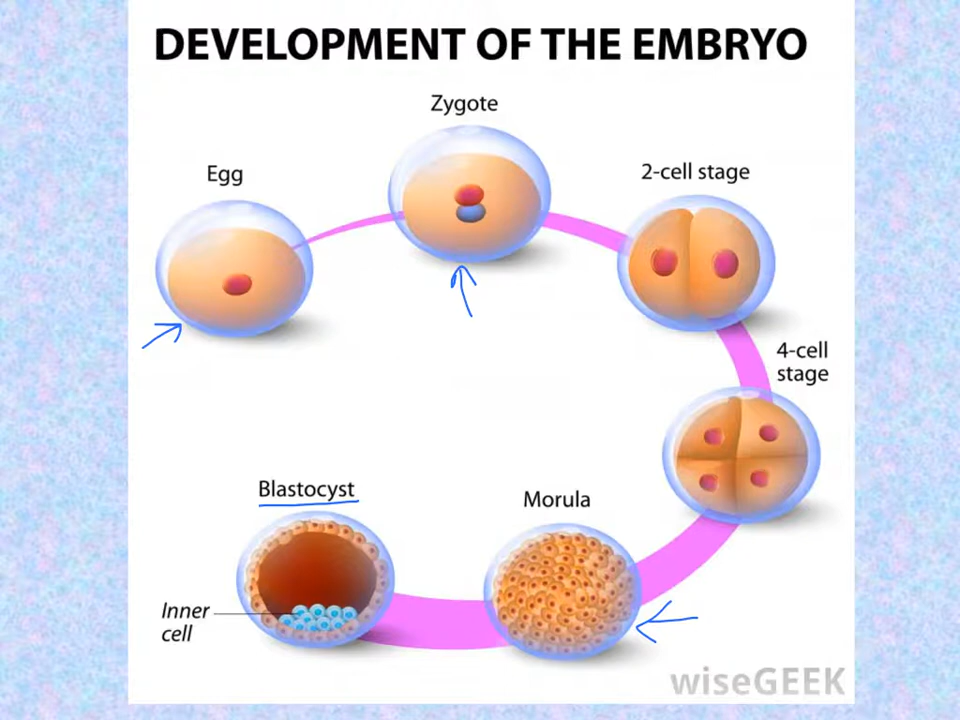 DEVELOPMENT OF THE EMBRYO
Zygote
Egg
2-cell stage
4-cell
stage
Blastocyst
Morula
Inner
cell
wiseGEEK